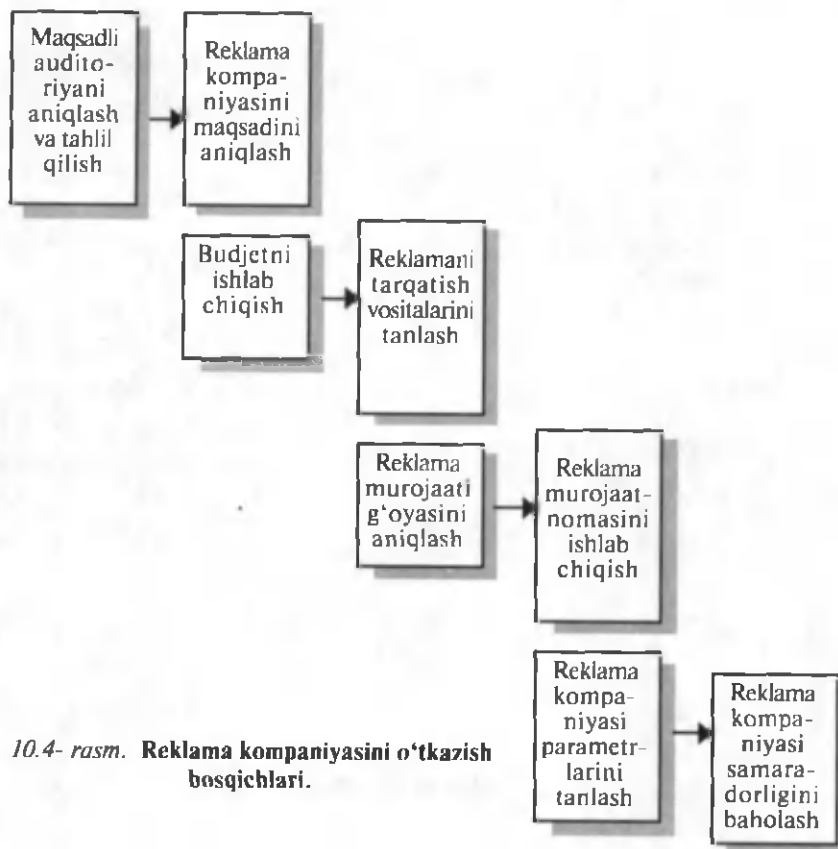 Maqsadli
audito-
riyani
aniqlash
va tahlil
qilish
Reklama
kompa-
niyasini
maqsadini
aniqlash
Budjetni
ishlab
chiqish
Reklamani
tarqatish
vositalarini
tanlash
Reklama
murojaati
g‘oyasini
aniqlash
Reklama
murojaat-
nomasini
ishlab
chiqish
Reklama
kompa-
niyasi
parametr-
larini
tanlash
Reklama
kompa-
niyasi
samara-
dorligini
baholash
10.4- rasm. Reklama kompaniyasini o‘tkazish
bosqichlari.